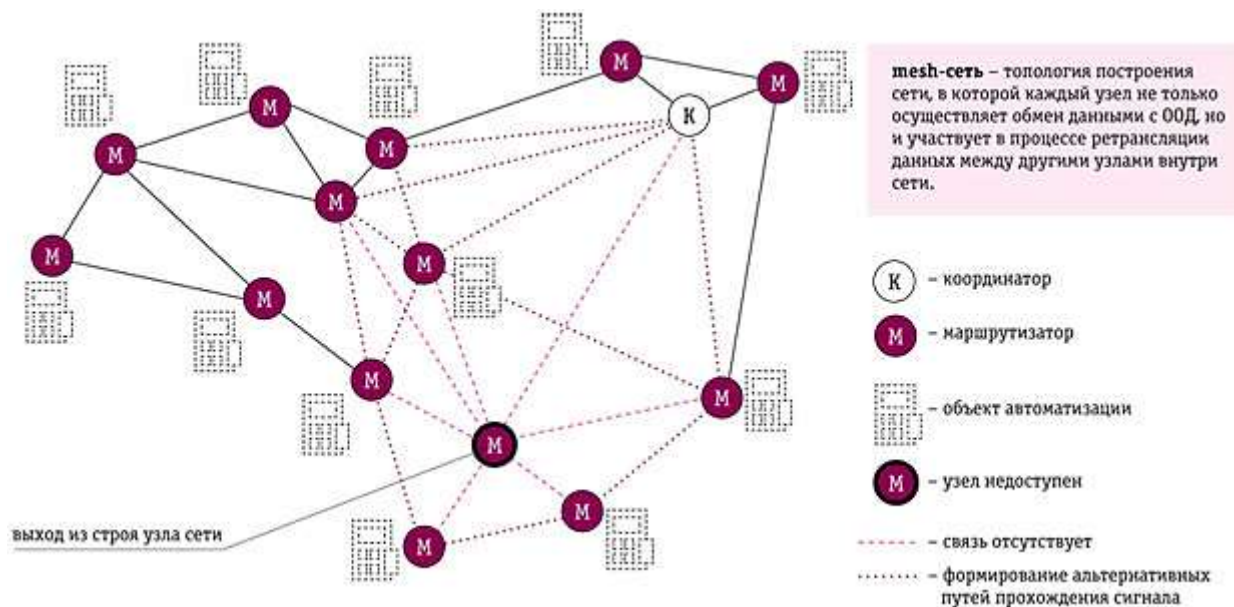 М
М
М
М
М
К
М
М
М
М
М
М
М
М
М
М
выход из строя узла сети
mesh-сеть – топология построения
сети, в которой каждый узел не только
осуществляет обмен данными с ООД, но
и участвует в процессе ретрансляции
данных между другими узлами внутри
сети.
К – координатор
М – маршрутизатор
– объект автоматизации
М – узел недоступен
– связь отсутствует
– формирование альтернативных
путей прохождения сигнала